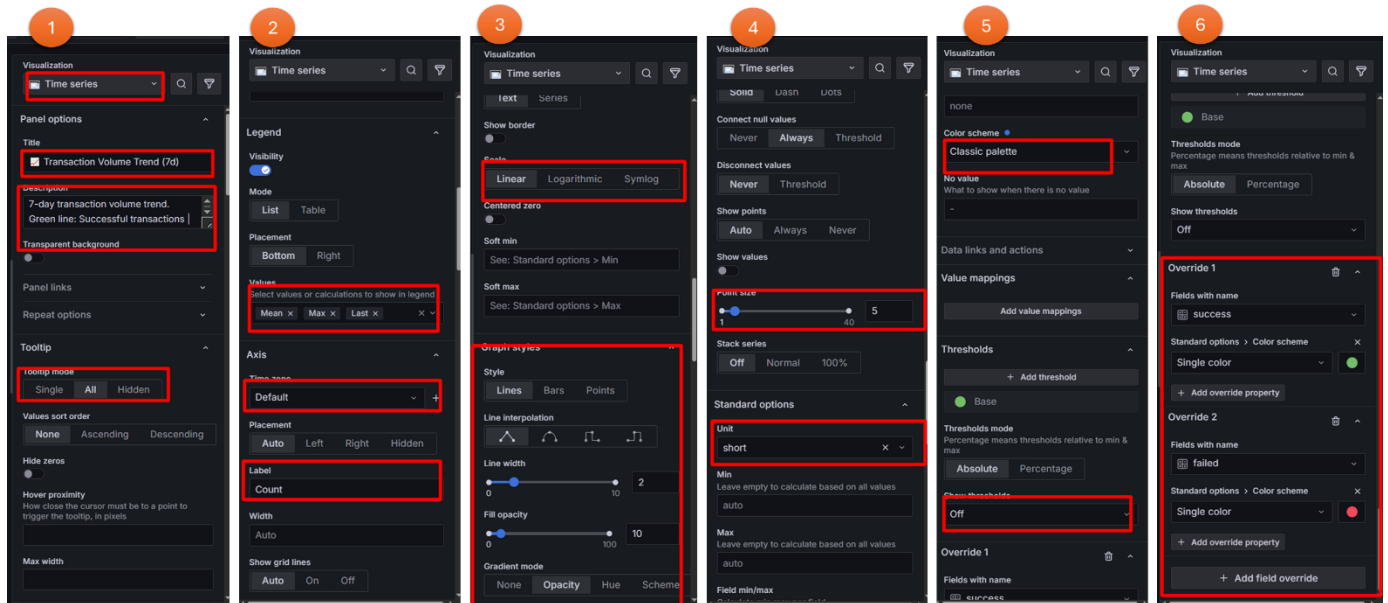 1
Visualization
Time series
Panel options
Title
Transaction Volume Trend (7d)
Description
7-day transaction volume trend.
Green line: Successful transactions
Transparent background
Panel links
Repeat options
Tooltip
Tooltip mode
Single All Hidden
Values sort order
None Ascending Descending
Hide zeros
Hover proximity
How close the cursor must be to a point to
trigger the tooltip, in pixels
Max width
2
Visualization
Time series
Legend
Visibility
Mode
List Table
Placement
Bottom Right
Values
Select values or calculations to show in legend
Mean × Max × Last ×
Axis
Time zone
Default
Placement
Auto Left Right Hidden
Label
Count
Width
Auto
Show grid lines
Auto On Off
3
Visualization
Time series
Text Series
Show border
Scale
Linear Logarithmic Symlog
Centered zero
Soft min
See: Standard options > Min
Soft max
See: Standard options > Max
Graph styles
Style
Lines Bars Points
Line interpolation
Line width
0 10 2
Fill opacity
0 100 10
Gradient mode
None Opacity Hue Scheme
4
Visualization
Time series
Solid Dash Dots
Connect null values
Never Always Threshold
Disconnect values
Never Threshold
Show points
Auto Always Never
Show values
Point size
1 40 5
Stack series
Off Normal 100%
Standard options
Unit
short
Min
Leave empty to calculate based on all values
auto
Max
Leave empty to calculate based on all values
auto
Field min/max
5
Visualization
Time series
none
Color scheme
Classic palette
No value
What to show when there is no value
-
Data links and actions
Value mappings
Add value mappings
Thresholds
+ Add threshold
Base
Thresholds mode
Percentage means thresholds relative to min &
max
Absolute Percentage
Show thresholds
Off
Override 1
Fields with name
success
6
Visualization
Time series
+ Add threshold
Base
Thresholds mode
Percentage means thresholds relative to min &
max
Absolute Percentage
Show thresholds
Off
Override 1
Fields with name
success
Standard options > Color scheme
Single color
+ Add override property
Override 2
Fields with name
failed
Standard options > Color scheme
Single color
+ Add override property
+ Add field override